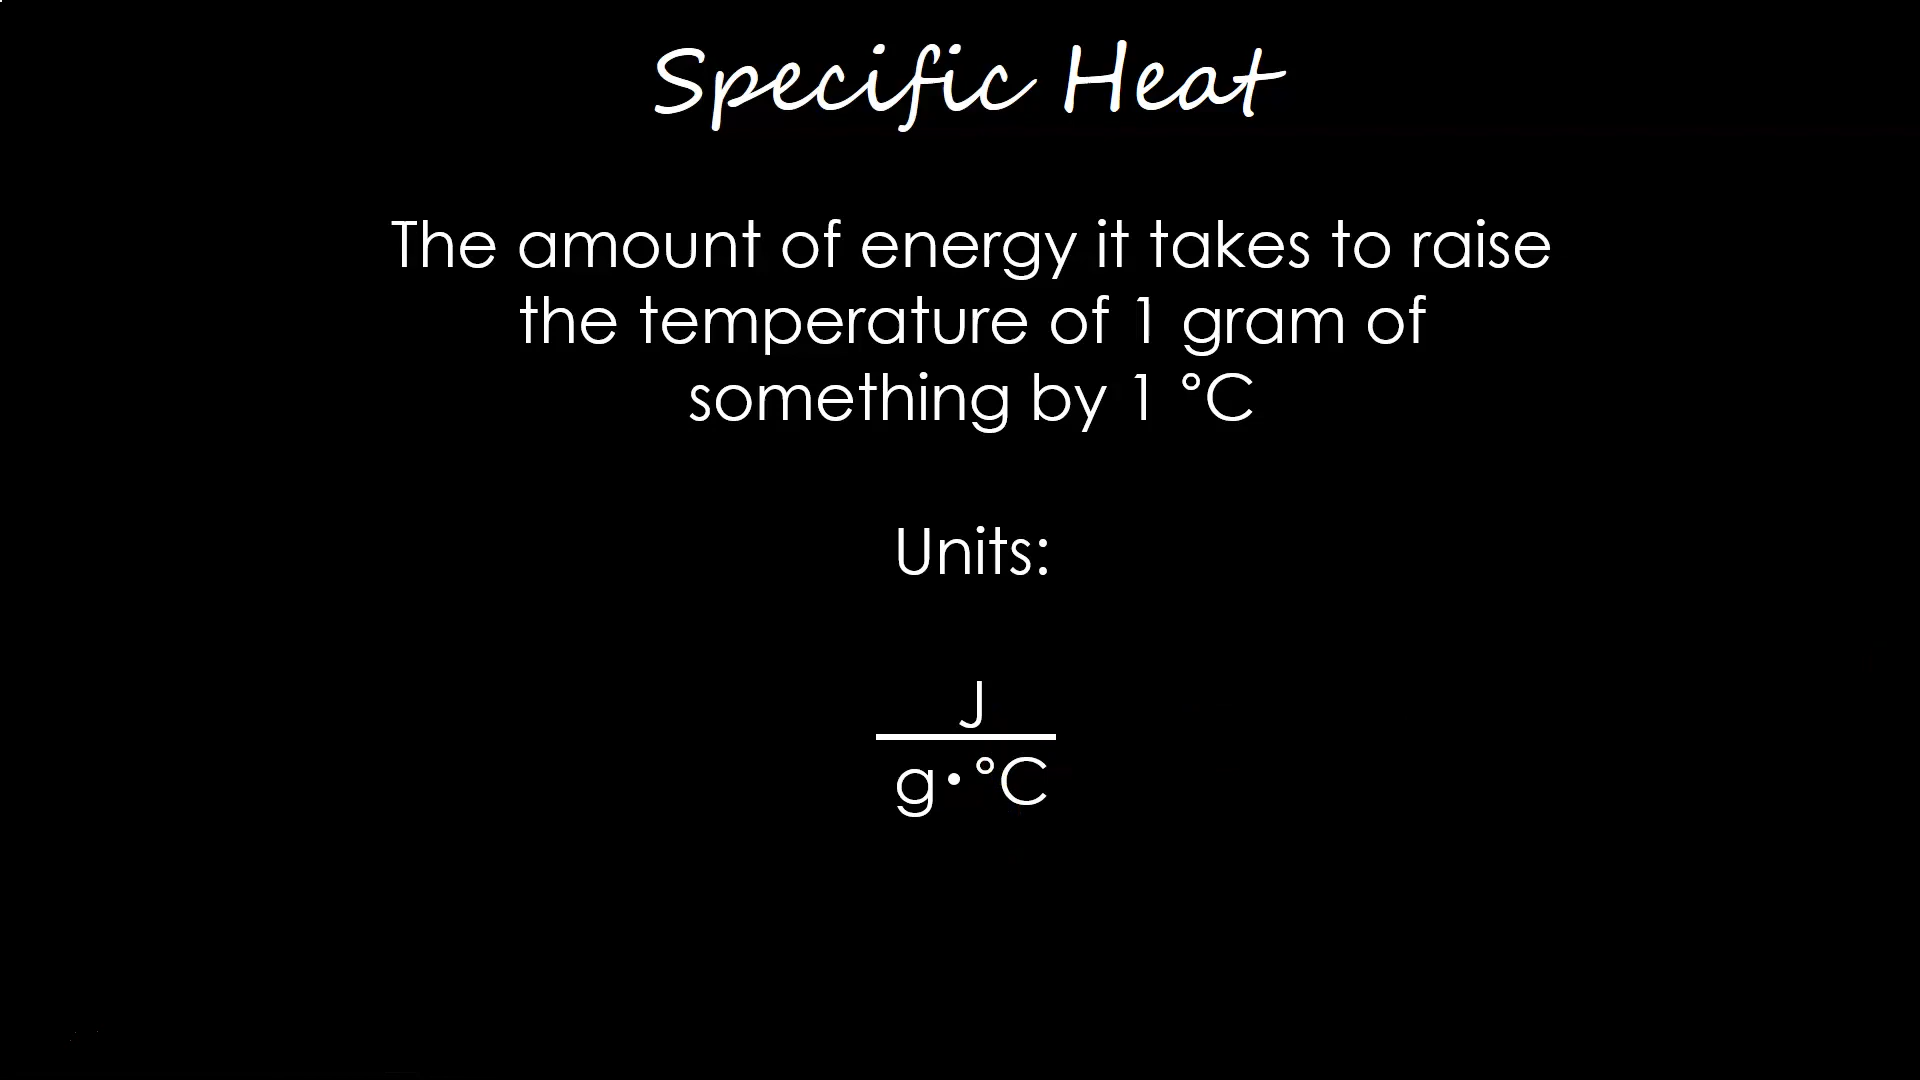 Specific Heat
The amount of energy it takes to raise
the temperature of 1 gram of
something by 1 °C
Units:
J
g·°C